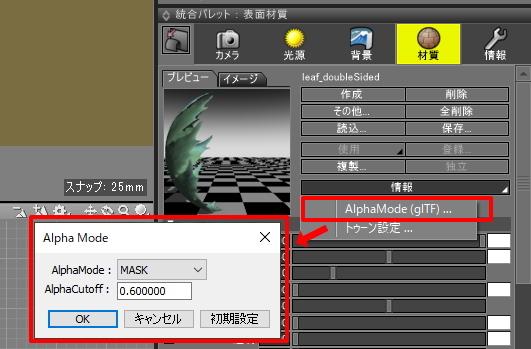 統合パレット : 表面材質
カメラ
光源
背景
材質
情報
プレビュー
イメージ
leaf_doubleSided
作成
削除
その他...
全削除
読込...
保存...
使用
登録...
複製...
独立
情報
AlphaMode (glTF) ...
トゥーン設定 ...
スナップ: 25mm
Alpha Mode
AlphaMode :
MASK
AlphaCutoff :
0.600000
OK
キャンセル
初期設定